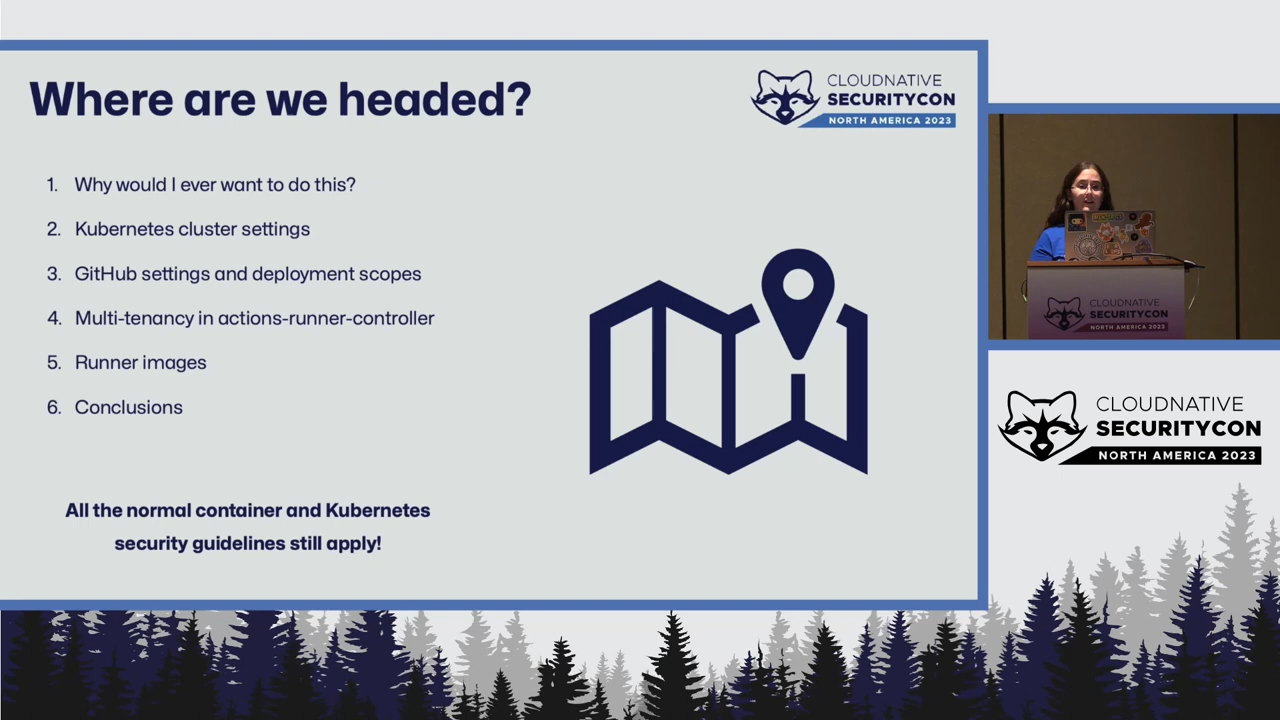 Where are we headed?
CLOUDNATIVE
SECURITYCON
NORTH AMERICA 2023
1. Why would I ever want to do this?
2. Kubernetes cluster settings
3. GitHub settings and deployment scopes
4. Multi-tenancy in actions-runner-controller
5. Runner images
6. Conclusions
All the normal container and Kubernetes
security guidelines still apply!
CLOUDNATIVE
SECURITYCON
NORTH AMERICA 2023
CLOUDNATIVE
SECURITYCON
NORTH AMERICA 2023